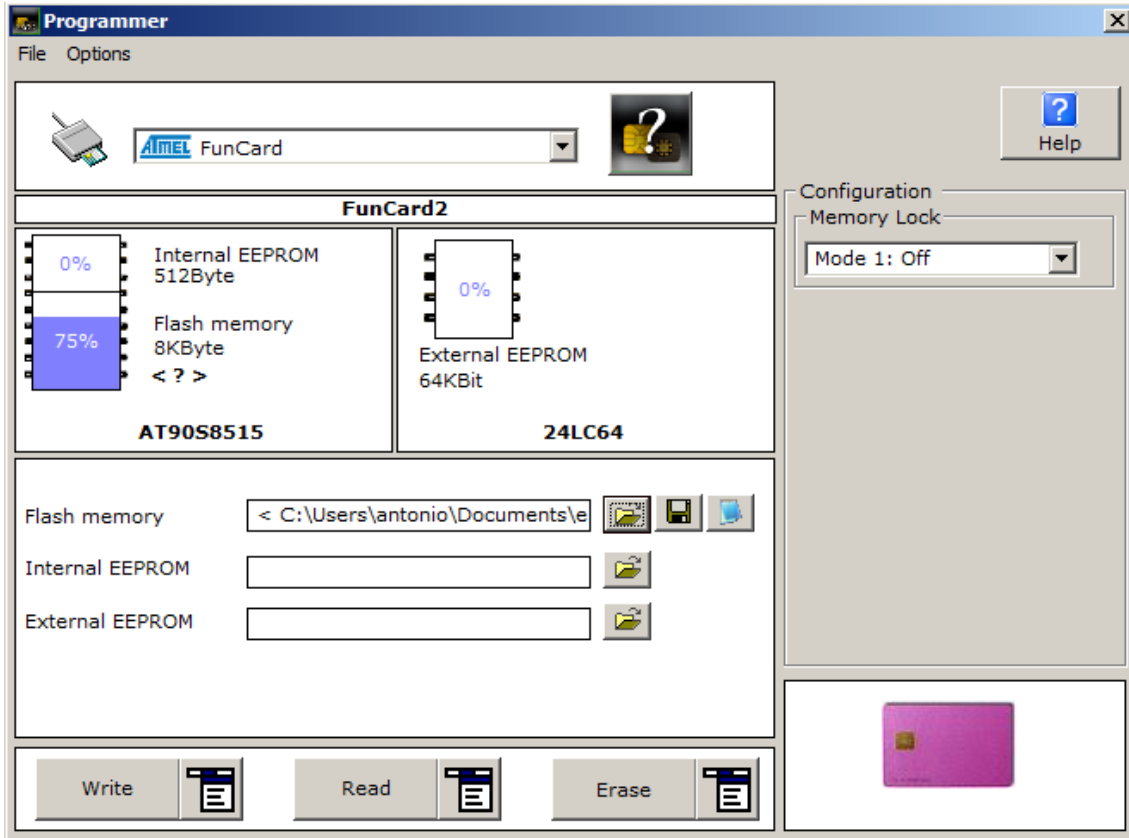 Programmer
File Options
ATMEL FunCard
?
?
Help
FunCard2
Configuration
Memory Lock
Mode 1: Off
0%
Internal EEPROM
512Byte
75%
Flash memory
8KByte
< ? >
AT90S8515
0%
External EEPROM
64KBit
24LC64
Flash memory
< C:\Users\antonio\Documents\e
Internal EEPROM
External EEPROM
Write
Read
Erase